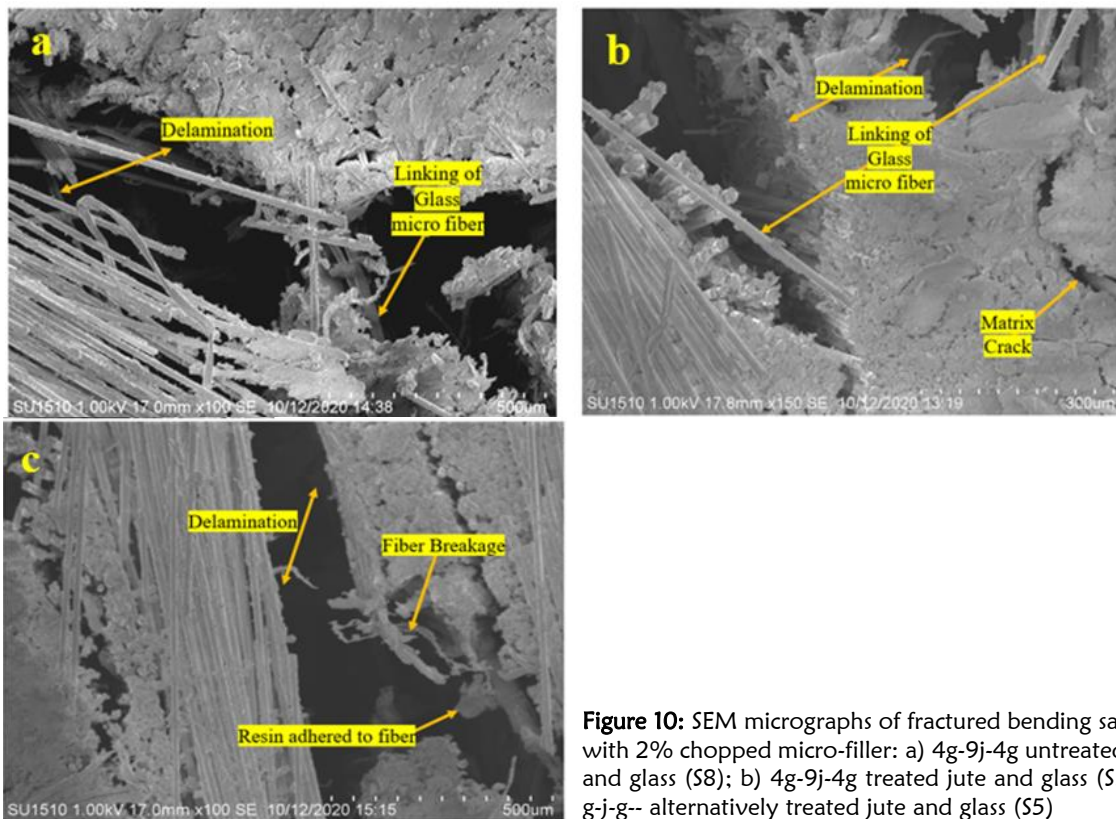 a
Delamination
Linking of
Glass
micro fiber
SU1510 1.00kV 17.0mm x100 SE 10/12/2020 14:38
500um
b
Delamination
Linking of
Glass
micro fiber
Matrix
Crack
SU1510 1.00kV 17.6mm x150 SE 10/12/2020 13:19
300um
c
Delamination
Fiber Breakage
Resin adhered to fiber
SU1510 1.00kV 17.0mm x100 SE 10/12/2020 15:15
500um
Figure 10: SEM micrographs of fractured bending sa
with 2% chopped micro-filler: a) 4g-9j-4g untreated
and glass (S8); b) 4g-9j-4g treated jute and glass (S
g-j-g-- alternatively treated jute and glass (S5)